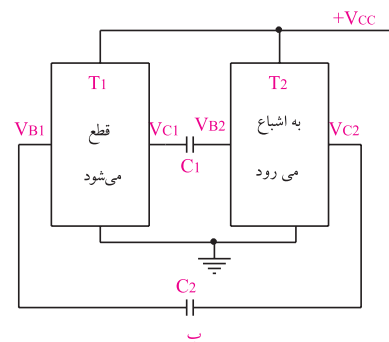 +VCC
T1
T2
VB1
قطع
می‌شود
VC1
VB2
به اشباع
می رود
VC2
C1
C2
ب